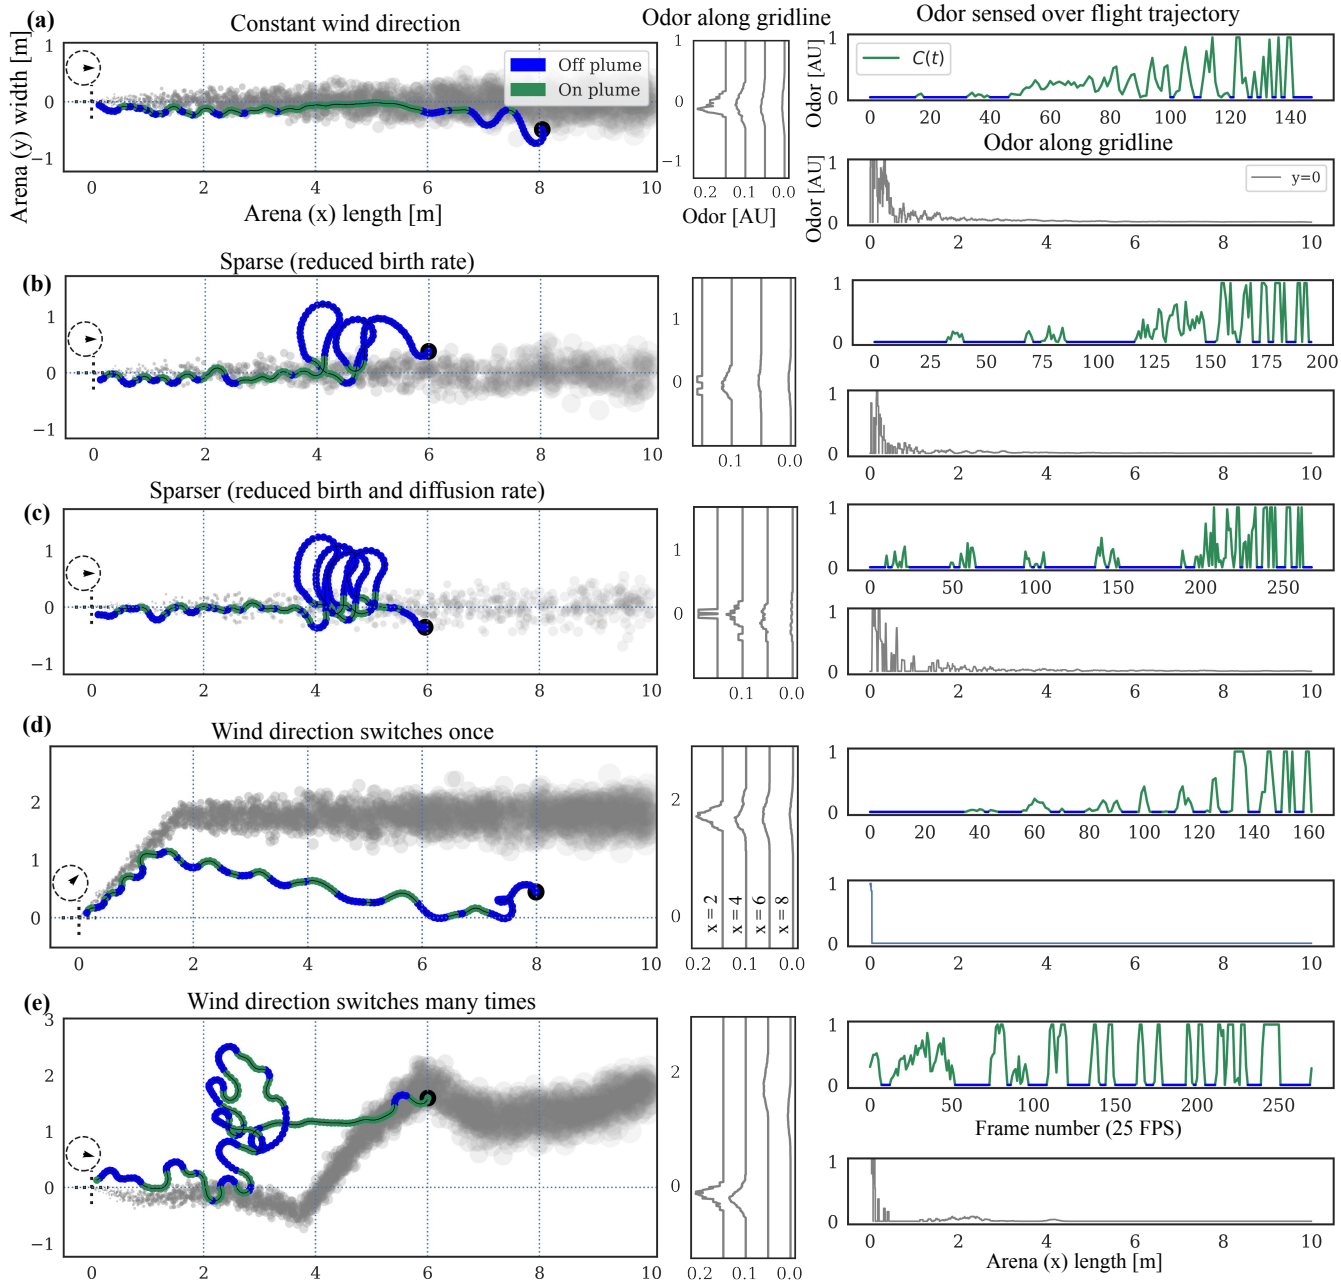 (a)
Constant wind direction
Odor along gridline
Odor sensed over flight trajectory
Arena (y) width [m]
1
0
−1
Off plume
On plume
0 2 4 6 8 10
Arena (x) length [m]
1
0
−1
0.2 0.1 0.0
Odor [AU]
Odor [AU]
1
0
C(t)
0 20 40 60 80 100 120 140
Odor along gridline
Odor [AU]
1
0
y=0
0 2 4 6 8 10
(b)
Sparse (reduced birth rate)
1
0
−1
0 2 4 6 8 10
1
0
0.1 0.0
1
0
0 25 50 75 100 125 150 175 200
1
0
0 2 4 6 8 10
(c)
Sparser (reduced birth and diffusion rate)
1
0
−1
0 2 4 6 8 10
1
0
0.1 0.0
1
0
0 50 100 150 200 250
1
0
0 2 4 6 8 10
(d)
Wind direction switches once
2
1
0
0 2 4 6 8 10
2
0
x = 2
x = 4
x = 6
x = 8
0.2 0.1 0.0
1
0
0 20 40 60 80 100 120 140 160
1
0
0 2 4 6 8 10
(e)
Wind direction switches many times
3
2
1
0
−1
0 2 4 6 8 10
2
0
0.2 0.1 0.0
1
0
0 50 100 150 200 250
Frame number (25 FPS)
1
0
0 2 4 6 8 10
Arena (x) length [m]